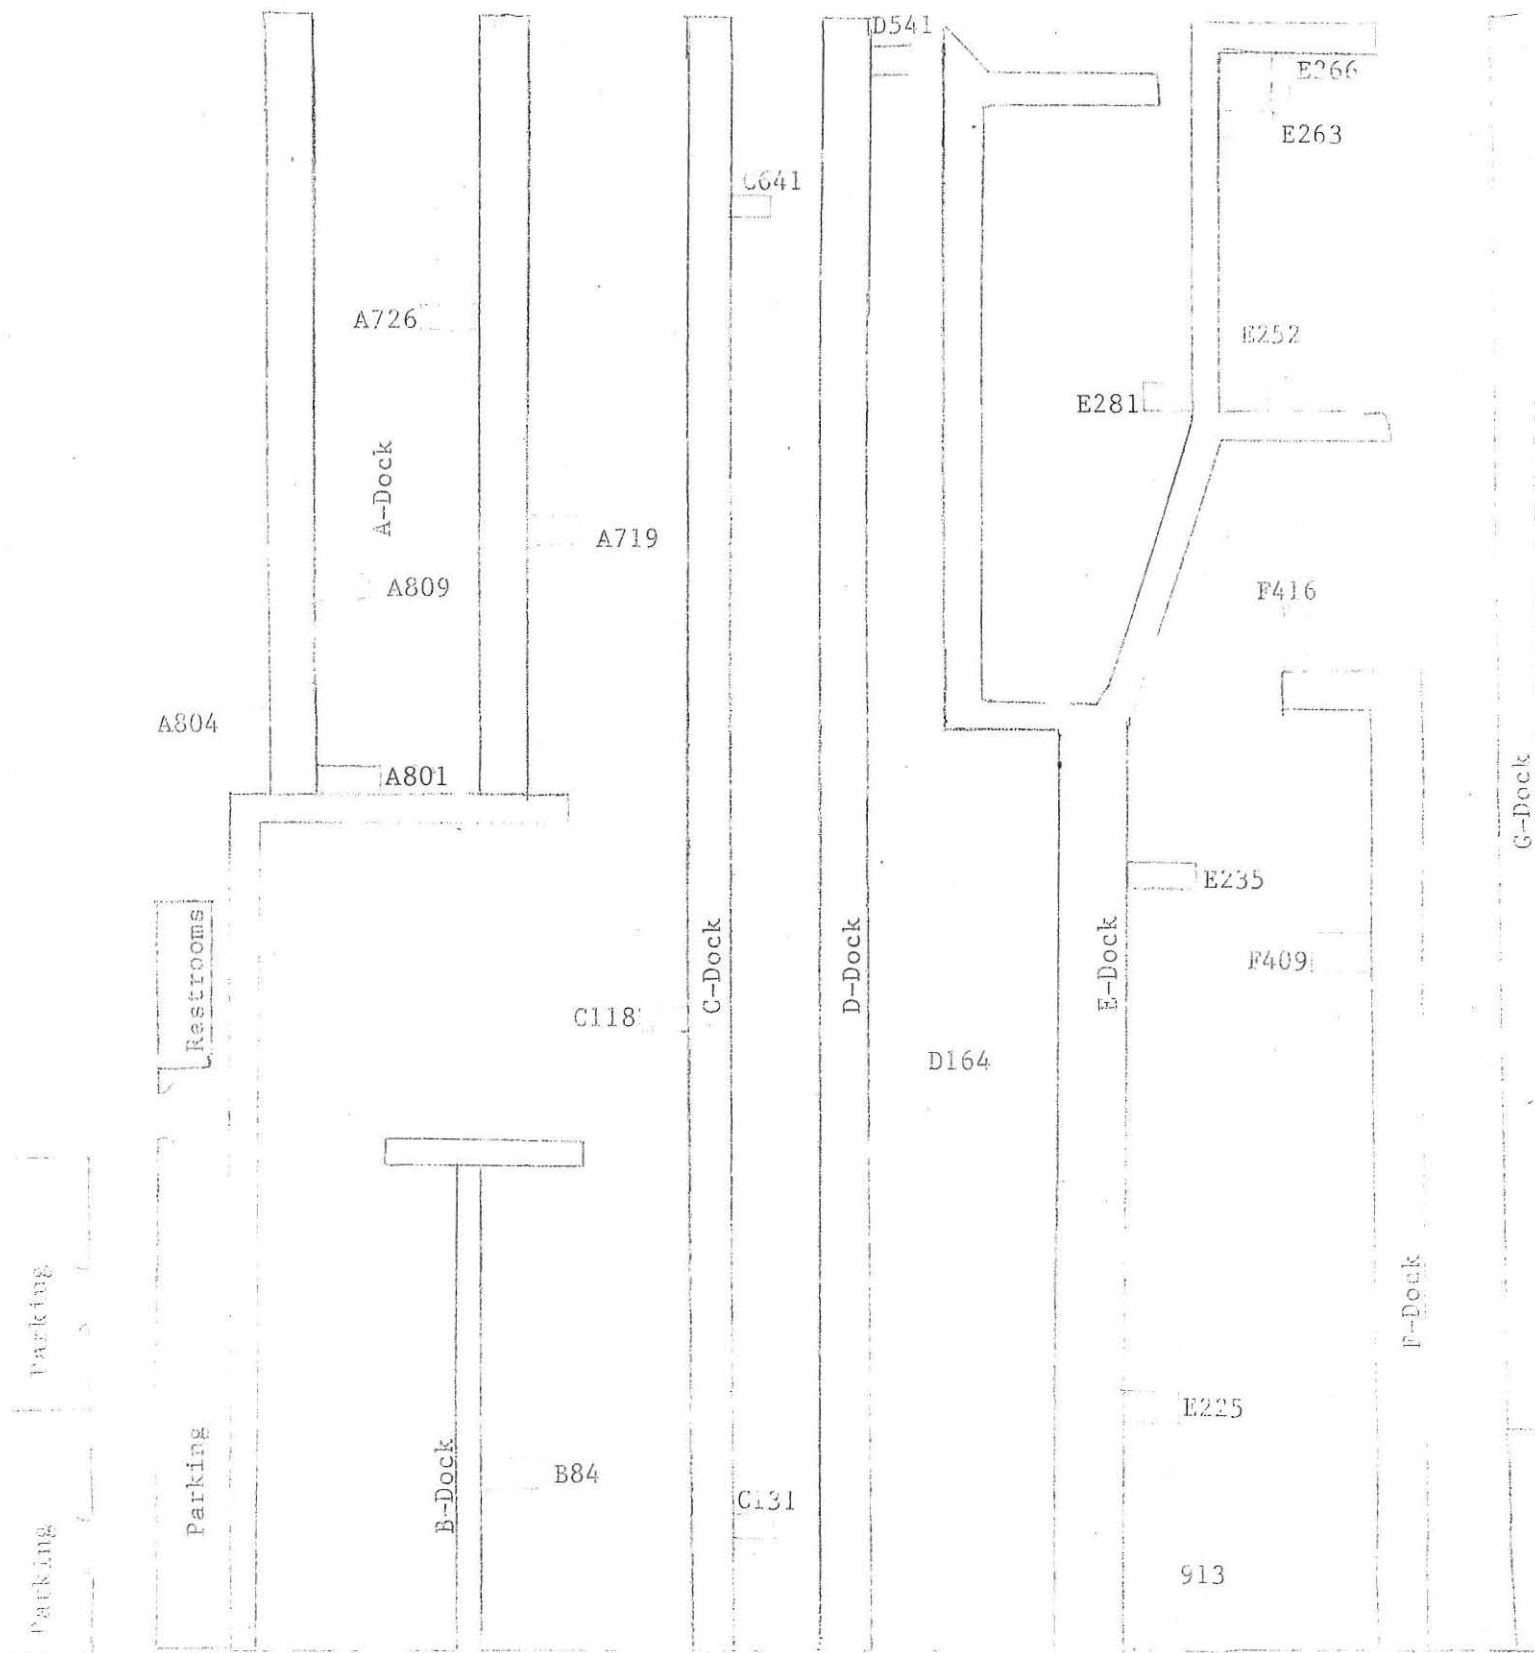 D541
E266
E263
C641
A726
E252
E281
A-Dock
A719
A809
F416
A804
A801
G-Dock
E235
Restrooms
C-Dock
D-Dock
E-Dock
F409
C118
D164
Parking
F-Dock
E225
Parking
B-Dock
B84
C131
Parking
913